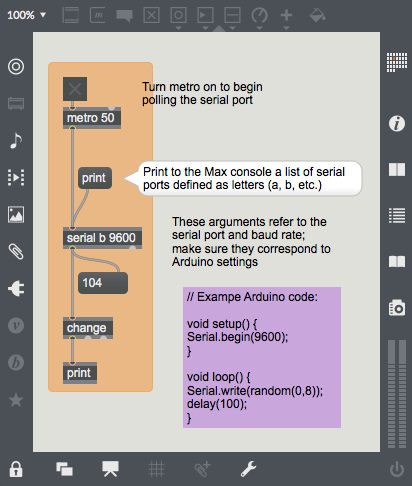 100%
Turn metro on to begin
polling the serial port
metro 50
print
Print to the Max console a list of serial
ports defined as letters (a, b, etc.)
These arguments refer to the
serial port and baud rate;
make sure they correspond to
Arduino settings
serial b 9600
104
change
print
// Exampe Arduino code:
void setup() {
Serial.begin(9600);
}
void loop() {
Serial.write(random(0,8));
delay(100);
}